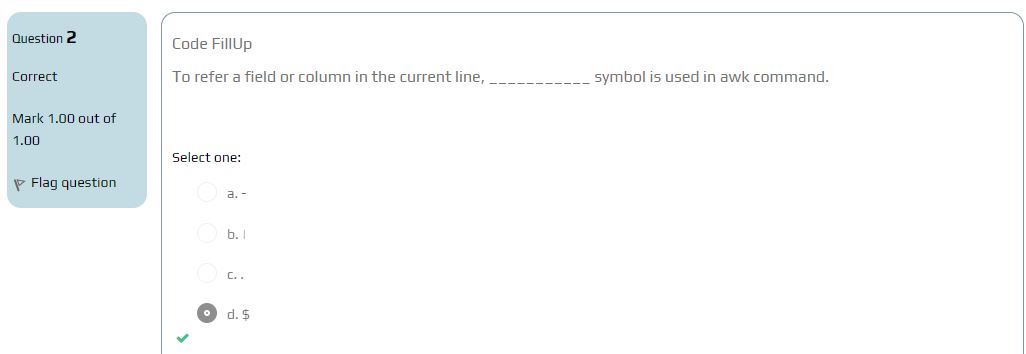 Question 2
Correct
Mark 1.00 out of
1.00
Flag question
Code FillUp
To refer a field or column in the current line, ___________ symbol is used in awk command.
Select one:
a. -
b. |
c. .
d. $